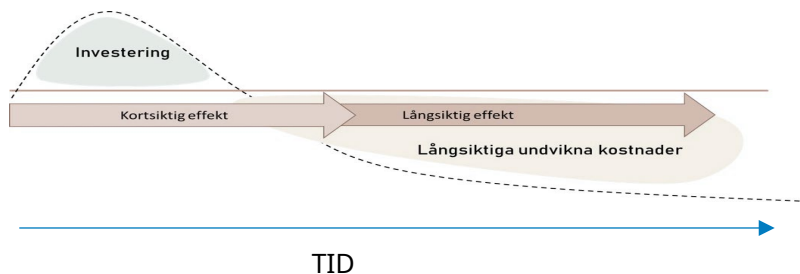 Investering
Kortsiktig effekt
Långsiktig effekt
Långsiktiga undvikna kostnader
TID